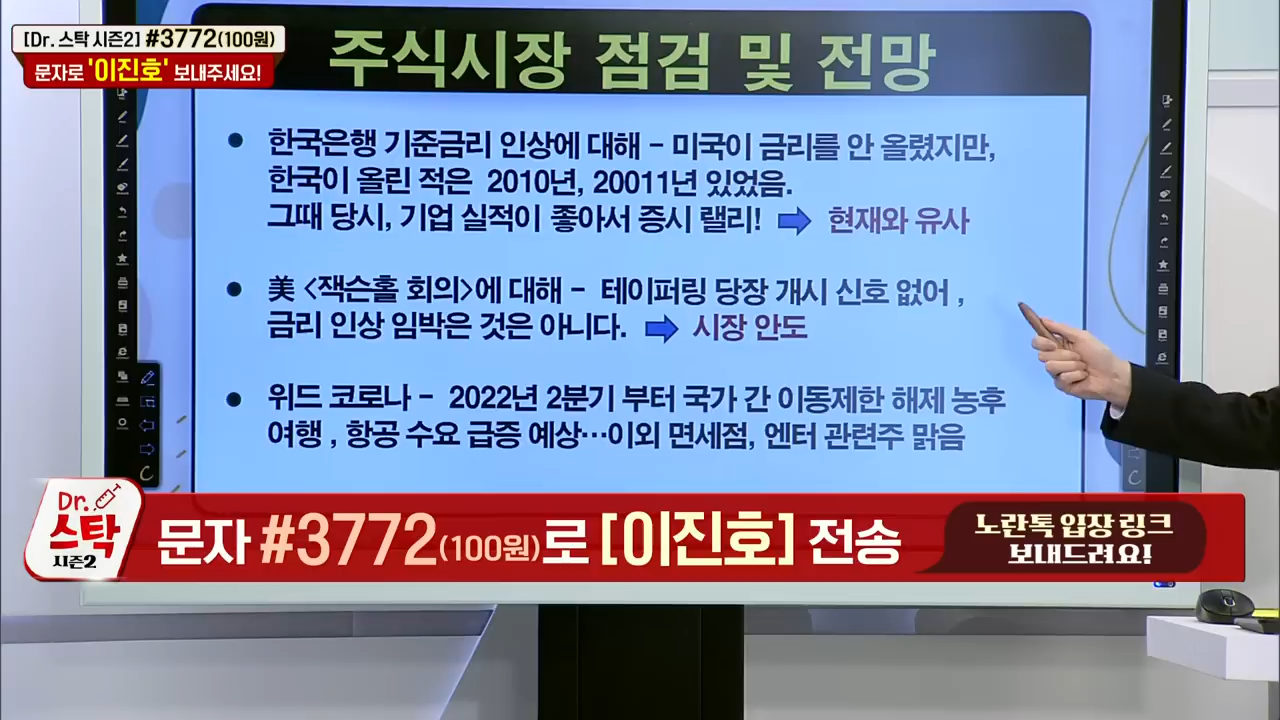 [Dr. 스탁 시즌2] #3772(100원)
문자로 '이진호' 보내주세요!
주식시장 점검 및 전망
• 한국은행 기준금리 인상에 대해 - 미국이 금리를 안 올렸지만,
한국이 올린 적은 2010년, 20011년 있었음.
그때 당시, 기업 실적이 좋아서 증시 랠리! ➡ 현재와 유사
• 美 <잭슨홀 회의>에 대해 - 테이퍼링 당장 개시 신호 없어 ,
금리 인상 임박은 것은 아니다. ➡ 시장 안도
• 위드 코로나 - 2022년 2분기 부터 국가 간 이동제한 해제 농후
여행 , 항공 수요 급증 예상…이외 면세점, 엔터 관련주 맑음
Dr.
스탁
시즌2
문자 #3772(100원)로 [이진호] 전송
노란톡 입장 링크
보내드려요!